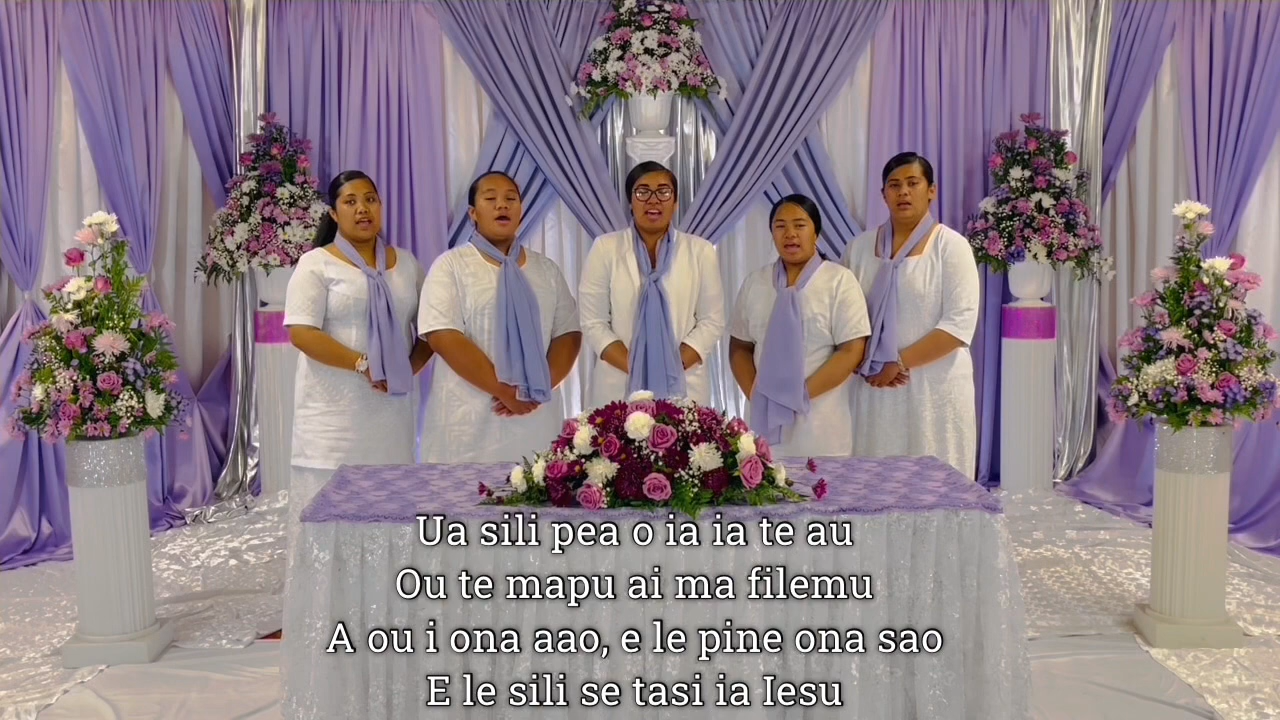 Ua sili pea o ia ia te au
Ou te mapu ai ma filemu
A ou i ona aao, e le pine ona sao
E le sili se tasi ia Iesu